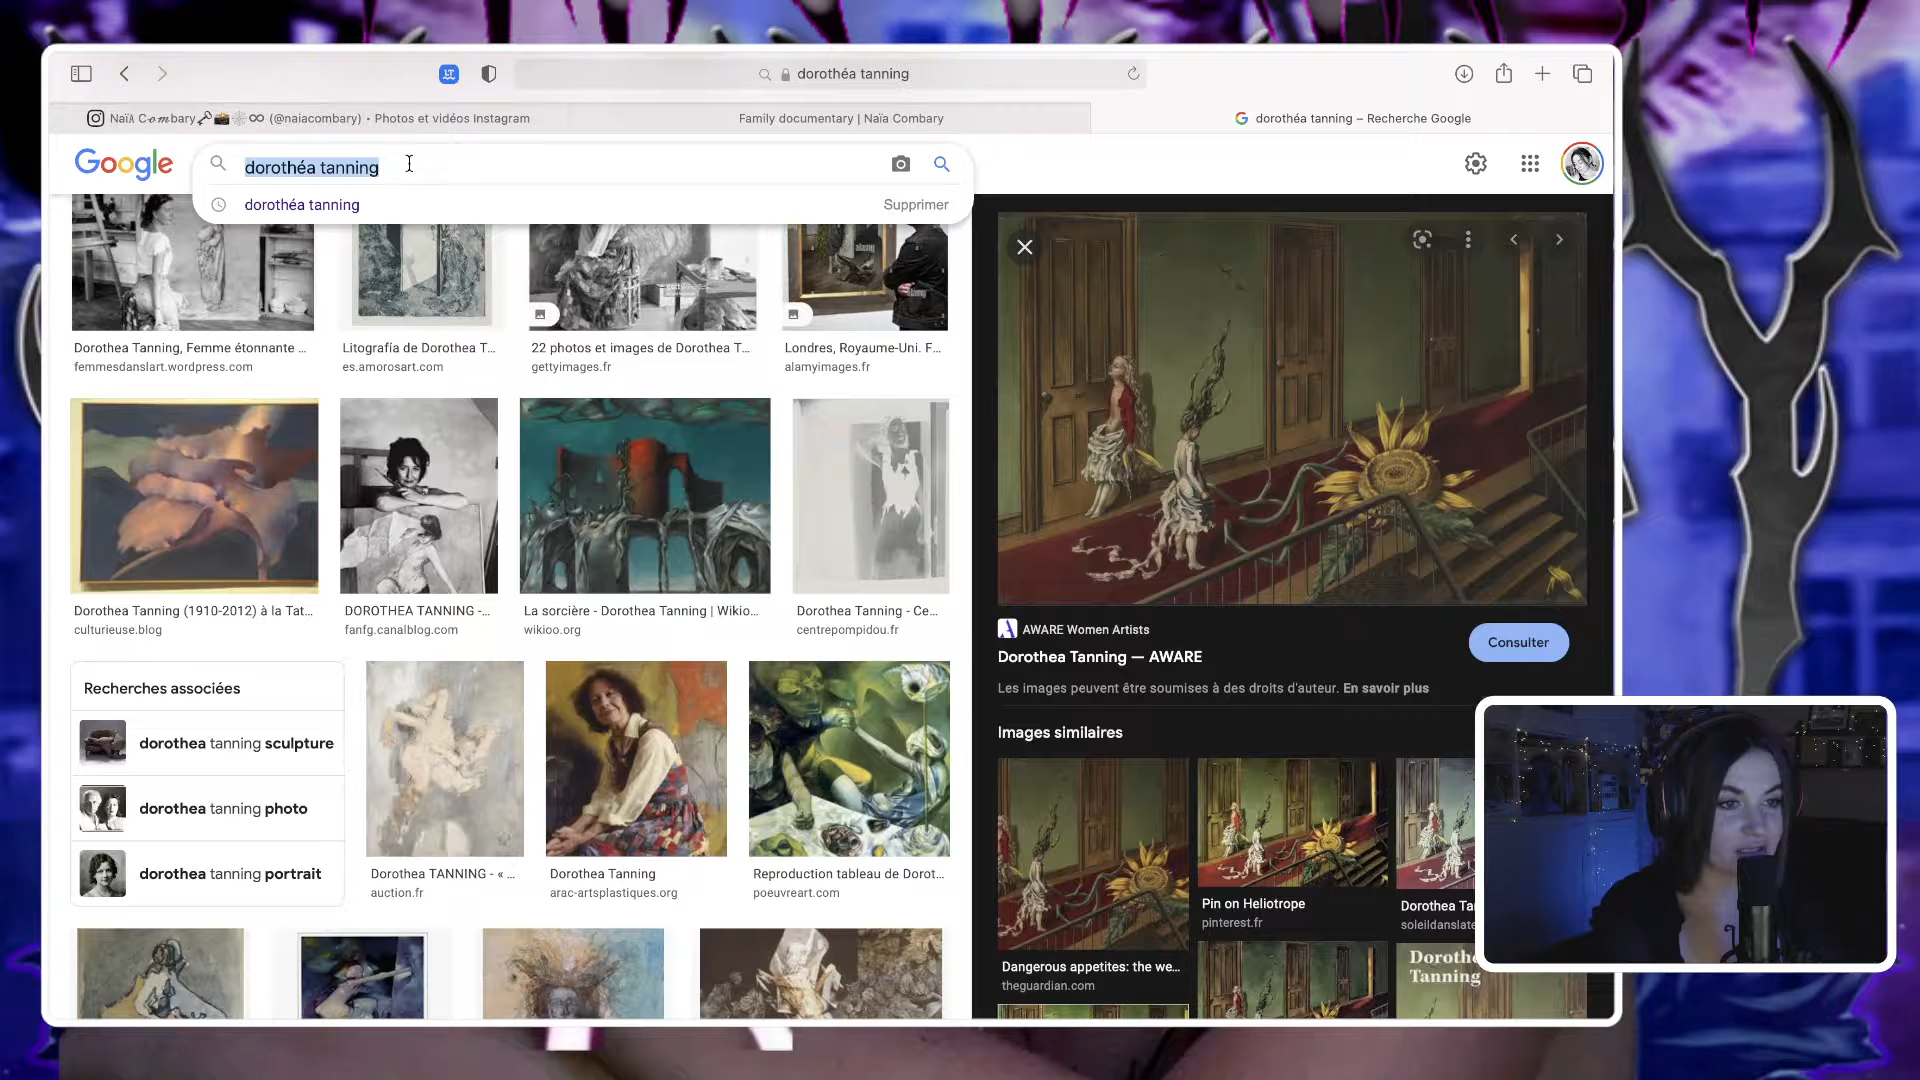 dorothéa tanning
Naïλ C𝓸𝓶bary🗝📸🕸∞ (@naiacombary) • Photos et vidéos Instagram
Family documentary | Naïa Combary
dorothéa tanning – Recherche Google
Google
dorothéa tanning
dorothéa tanning
Supprimer
Dorothea Tanning, Femme étonnante ...
femmesdanslart.wordpress.com
Litografía de Dorothea T...
es.amorosart.com
22 photos et images de Dorothea T...
gettyimages.fr
Londres, Royaume-Uni. F...
alamyimages.fr
Dorothea Tanning (1910-2012) à la Tat...
culturieuse.blog
DOROTHEA TANNING -...
fanfg.canalblog.com
La sorcière - Dorothea Tanning | Wikio...
wikioo.org
Dorothea Tanning - Ce...
centrepompidou.fr
Recherches associées
dorothea tanning sculpture
dorothea tanning photo
dorothea tanning portrait
Dorothea TANNING - « ...
auction.fr
Dorothea Tanning
arac-artsplastiques.org
Reproduction tableau de Dorot...
poeuvreart.com
AWARE Women Artists
Dorothea Tanning — AWARE
Consulter
Les images peuvent être soumises à des droits d'auteur. En savoir plus
Images similaires
Dangerous appetites: the we...
theguardian.com
Pin on Heliotrope
pinterest.fr
Dorothea Ta
soleildanslate
Dorothe
Tanning